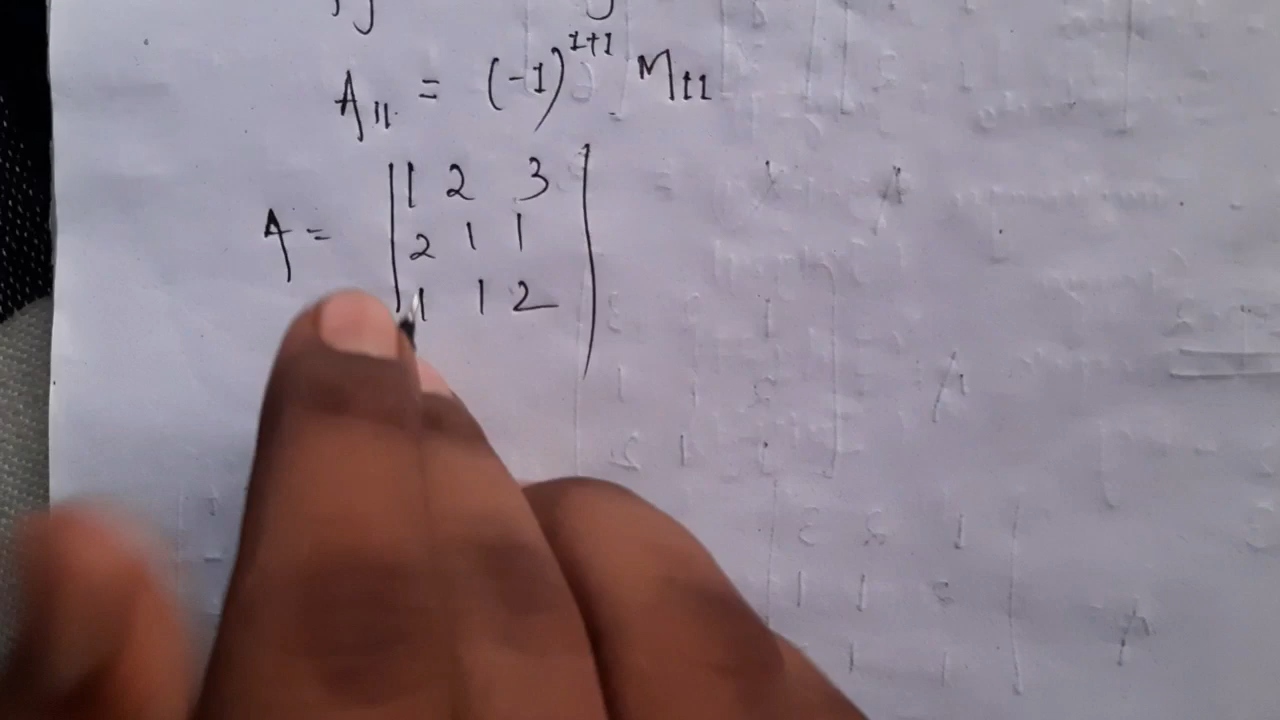 A11 = (-1)^1+1 M11
A = | 1 2 3 |
2 1 1
1 1 2